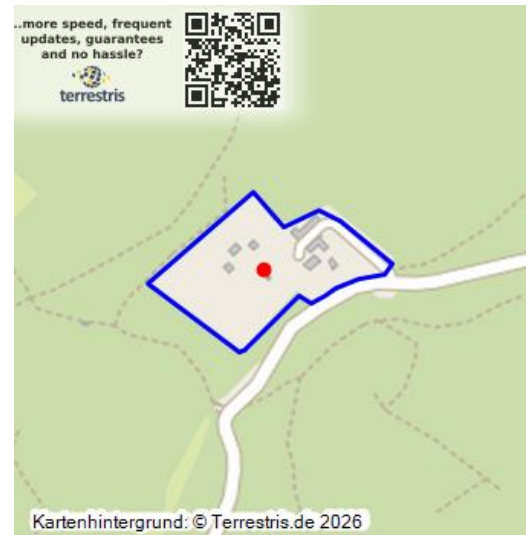 ..more speed, frequent
updates, guarantees
and no hassle?
terrestris
Kartenhintergrund: © Terrestris.de 2026